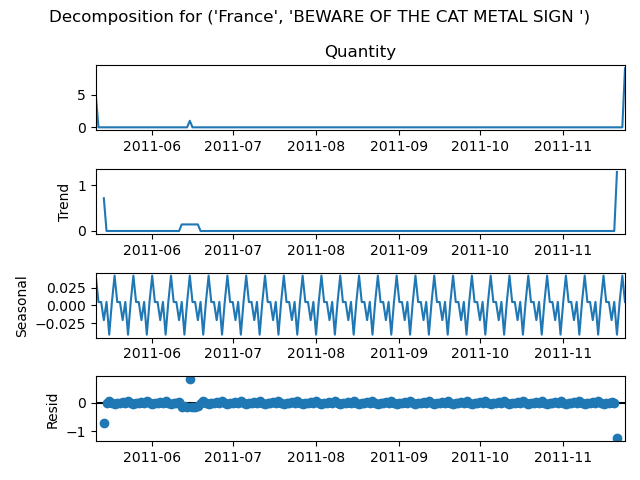 Decomposition for ('France', 'BEWARE OF THE CAT METAL SIGN ')
Quantity
5
0
2011-06 2011-07 2011-08 2011-09 2011-10 2011-11
Trend
1
0
2011-06 2011-07 2011-08 2011-09 2011-10 2011-11
Seasonal
0.025
0.000
−0.025
2011-06 2011-07 2011-08 2011-09 2011-10 2011-11
Resid
0
−1
2011-06 2011-07 2011-08 2011-09 2011-10 2011-11